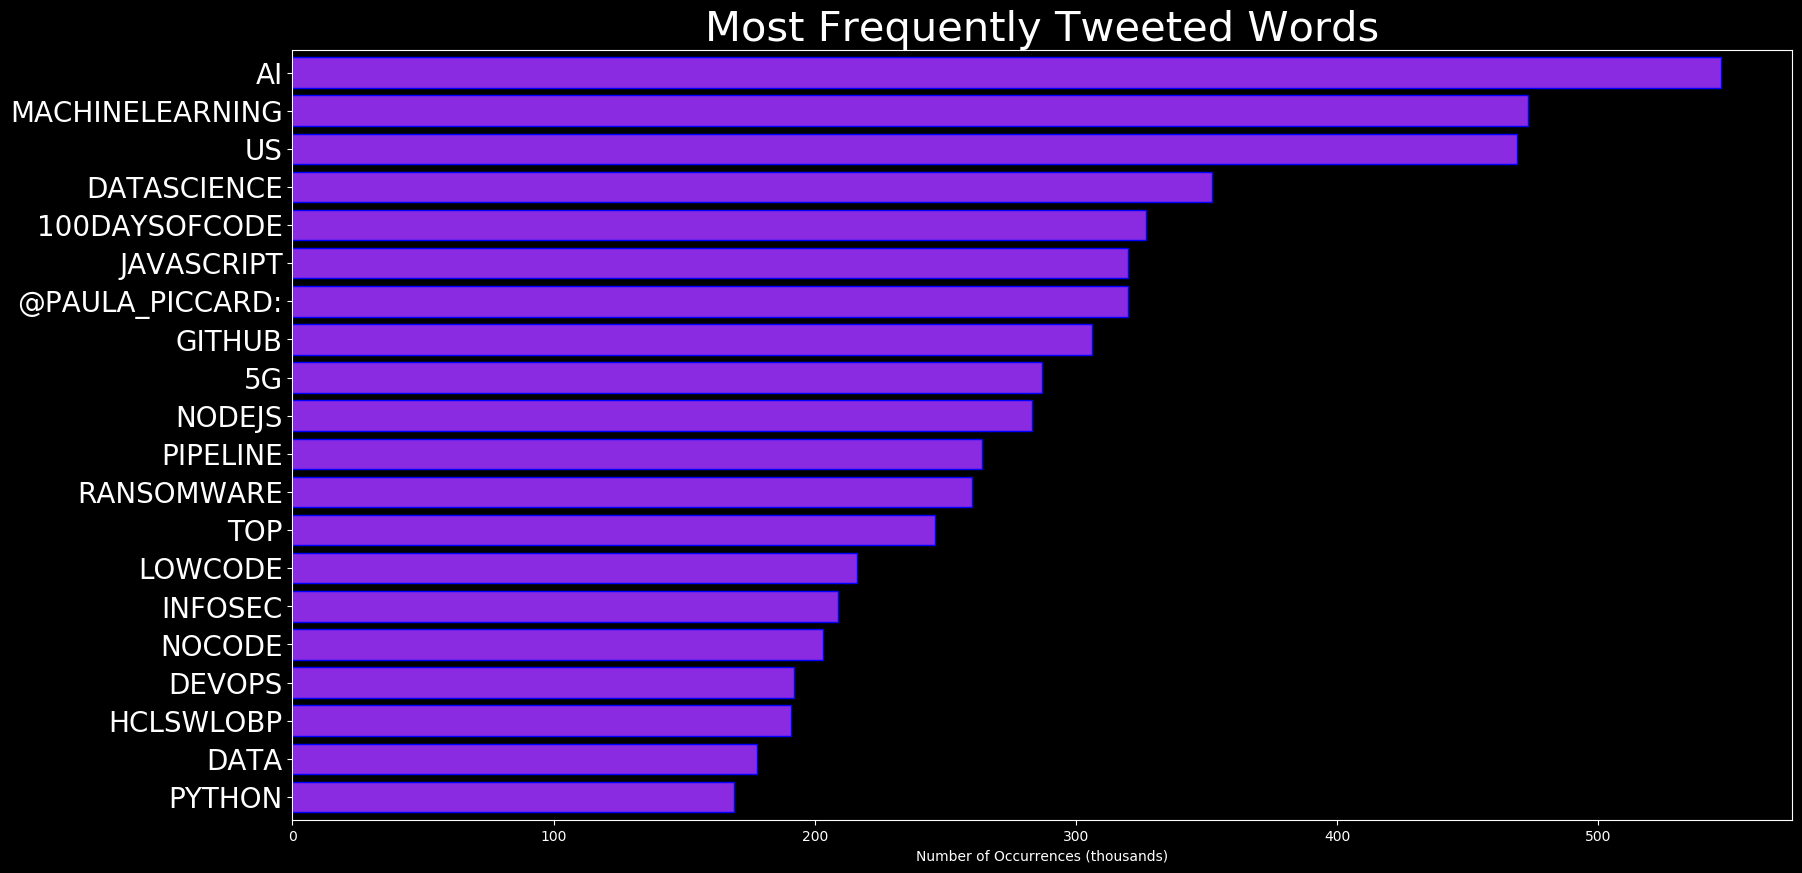 Most Frequently Tweeted Words
AI
MACHINELEARNING
US
DATASCIENCE
100DAYSOFCODE
JAVASCRIPT
@PAULA_PICCARD:
GITHUB
5G
NODEJS
PIPELINE
RANSOMWARE
TOP
LOWCODE
INFOSEC
NOCODE
DEVOPS
HCLSWLOBP
DATA
PYTHON
0 100 200 300 400 500
Number of Occurrences (thousands)